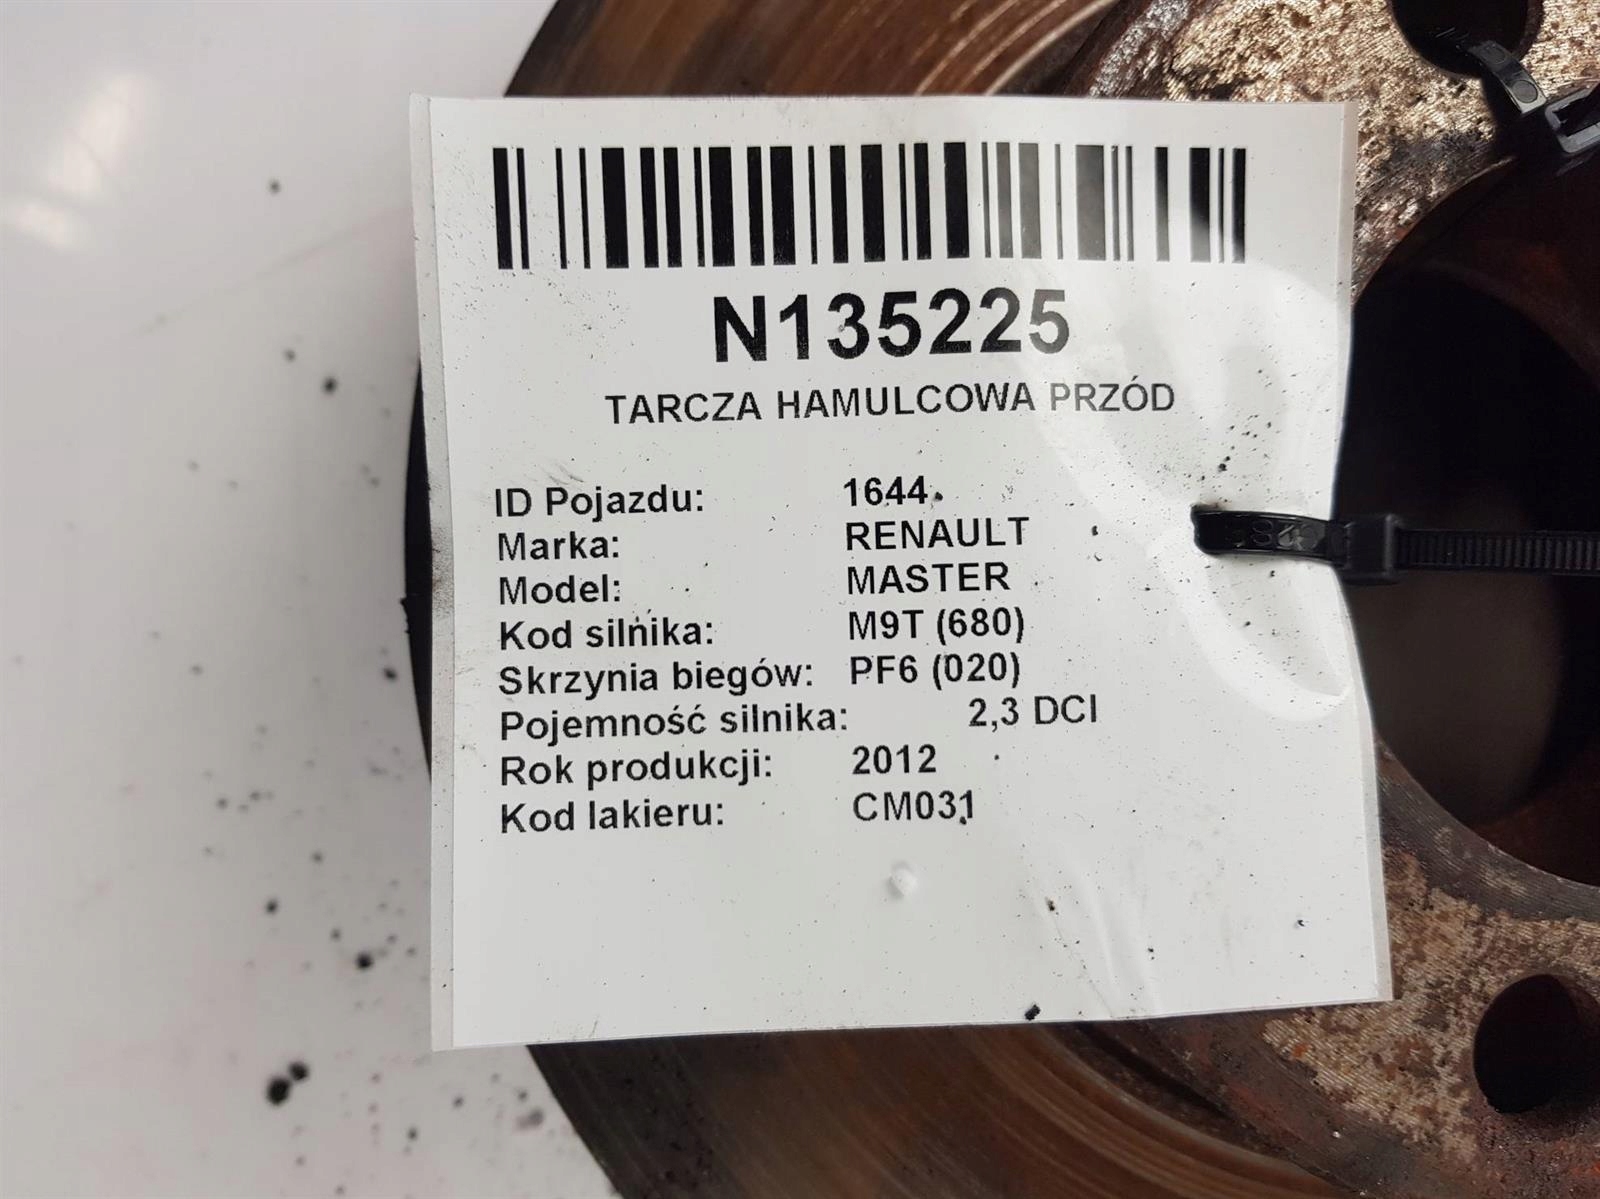 N135225
TARCZA HAMULCOWA PRZÓD
ID Pojazdu: 1644
Marka: RENAULT
Model: MASTER
Kod silnika: M9T (680)
Skrzynia biegów: PF6 (020)
Pojemność silnika: 2,3 DCI
Rok produkcji: 2012
Kod lakieru: CM031